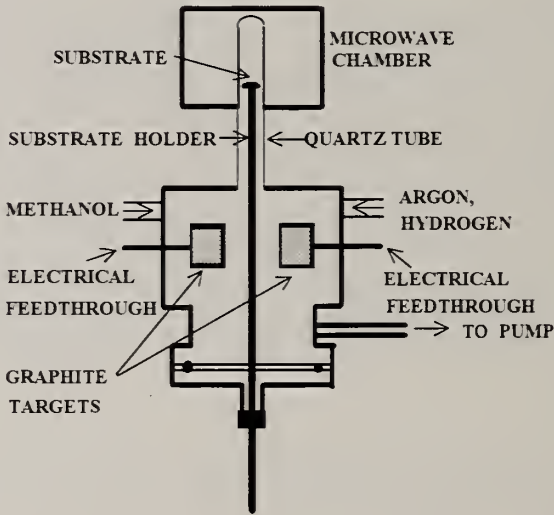 MICROWAVE
CHAMBER
SUBSTRATE
SUBSTRATE HOLDER
QUARTZ TUBE
METHANOL
ARGON,
HYDROGEN
ELECTRICAL
FEEDTHROUGH
ELECTRICAL
FEEDTHROUGH
TO PUMP
GRAPHITE
TARGETS